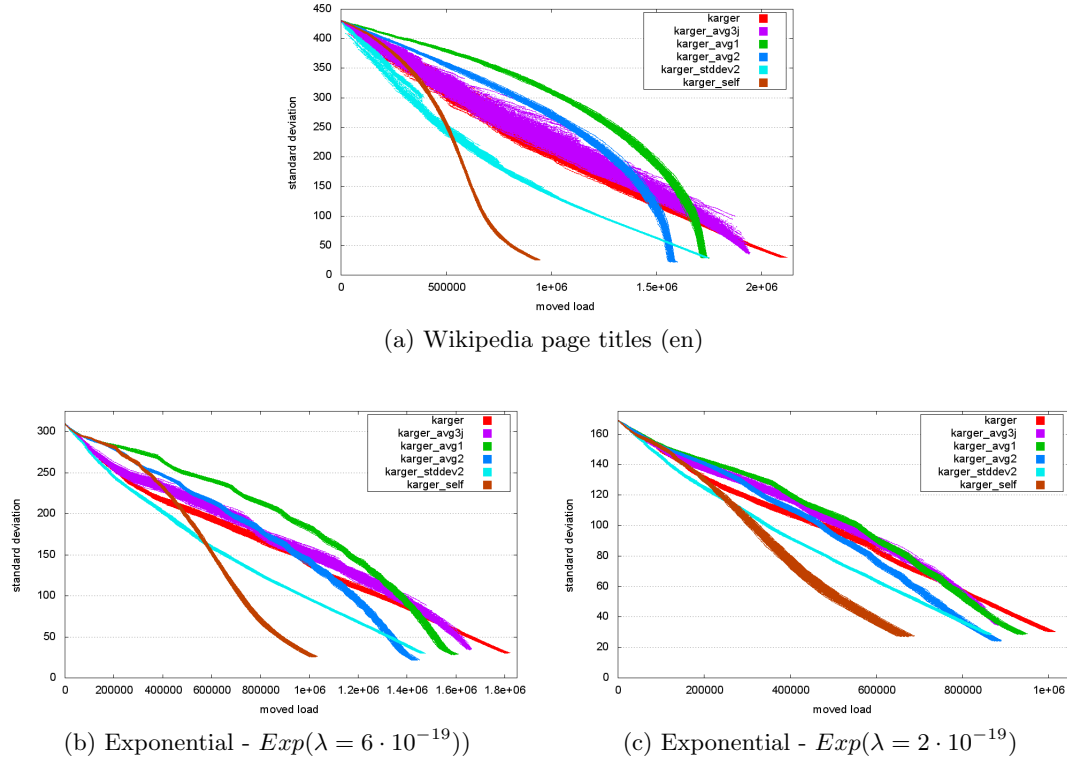 450
400
350
300
250
200
150
100
50
0
standard deviation
karger
karger_avg3j
karger_avg1
karger_avg2
karger_stddev2
karger_self
0 500000 1e+06 1.5e+06 2e+06
moved load
(a) Wikipedia page titles (en)
300
250
200
150
100
50
0
standard deviation
karger
karger_avg3j
karger_avg1
karger_avg2
karger_stddev2
karger_self
0 200000 400000 600000 800000 1e+06 1.2e+06 1.4e+06 1.6e+06 1.8e+06
moved load
(b) Exponential - Exp(λ = 6 · 10⁻¹⁹))
160
140
120
100
80
60
40
20
0
standard deviation
karger
karger_avg3j
karger_avg1
karger_avg2
karger_stddev2
karger_self
0 200000 400000 600000 800000 1e+06
moved load
(c) Exponential - Exp(λ = 2 · 10⁻¹⁹)